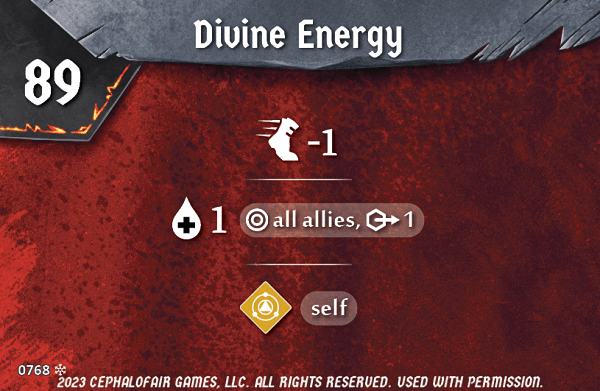 Divine Energy
89
-1
1 all allies, 1
self
0768
2023 CEPHALOFAIR GAMES, LLC. ALL RIGHTS RESERVED. USED WITH PERMISSION.